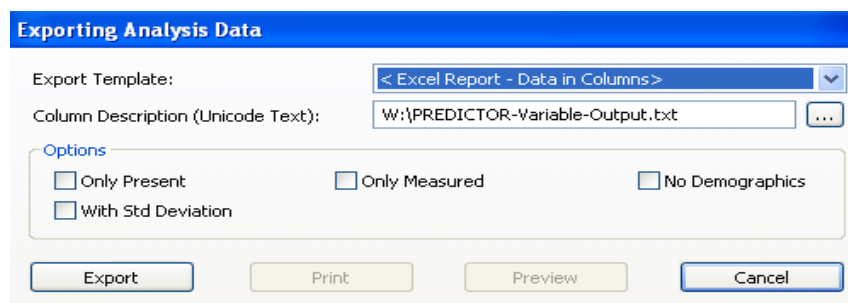 Exporting Analysis Data
Export Template: < Excel Report - Data in Columns>
Column Description (Unicode Text): W:\PREDICTOR-Variable-Output.txt ...
Options
Only Present Only Measured No Demographics
With Std Deviation
Export Print Preview Cancel